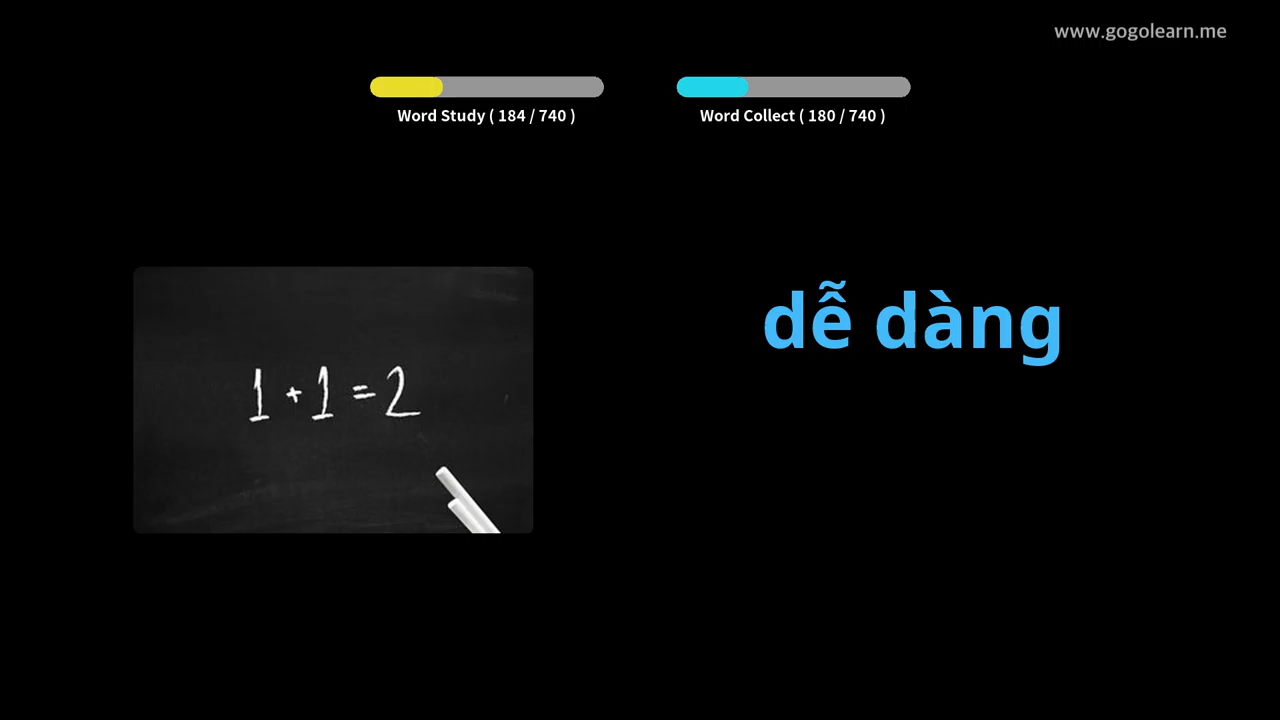 www.gogolearn.me
Word Study ( 184 / 740 )
Word Collect ( 180 / 740 )
dễ dàng
1 + 1 = 2